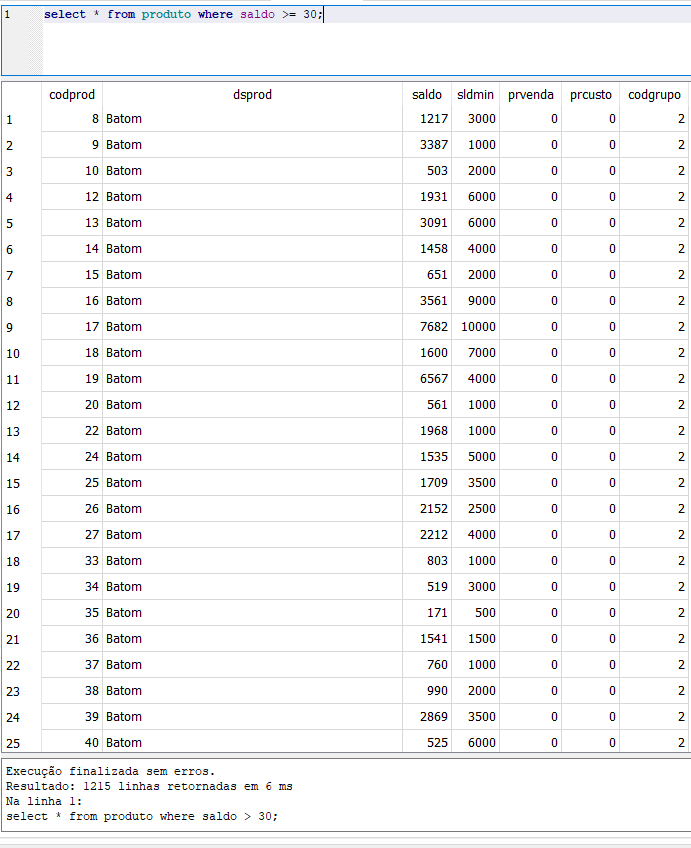 1 select * from produto where saldo >= 30;
codprod dsprod saldo sldmin prvenda prcusto codgrupo
1 8 Batom 1217 3000 0 0 2
2 9 Batom 3387 1000 0 0 2
3 10 Batom 503 2000 0 0 2
4 12 Batom 1931 6000 0 0 2
5 13 Batom 3091 6000 0 0 2
6 14 Batom 1458 4000 0 0 2
7 15 Batom 651 2000 0 0 2
8 16 Batom 3561 9000 0 0 2
9 17 Batom 7682 10000 0 0 2
10 18 Batom 1600 7000 0 0 2
11 19 Batom 6567 4000 0 0 2
12 20 Batom 561 1000 0 0 2
13 22 Batom 1968 1000 0 0 2
14 24 Batom 1535 5000 0 0 2
15 25 Batom 1709 3500 0 0 2
16 26 Batom 2152 2500 0 0 2
17 27 Batom 2212 4000 0 0 2
18 33 Batom 803 1000 0 0 2
19 34 Batom 519 3000 0 0 2
20 35 Batom 171 500 0 0 2
21 36 Batom 1541 1500 0 0 2
22 37 Batom 760 1000 0 0 2
23 38 Batom 990 2000 0 0 2
24 39 Batom 2869 3500 0 0 2
25 40 Batom 525 6000 0 0 2
Execução finalizada sem erros.
Resultado: 1215 linhas retornadas em 6 ms
Na linha 1:
select * from produto where saldo > 30;